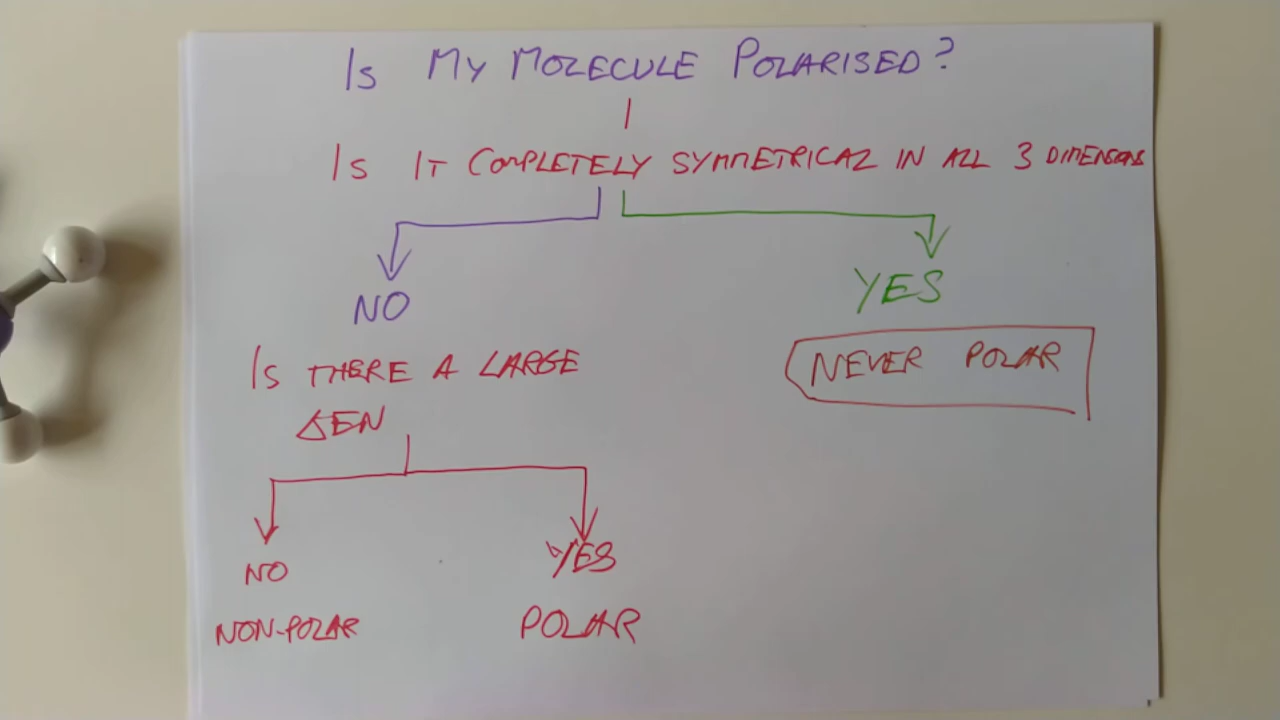 Is MY MOLECULE POLARISED?
Is IT COMPLETELY SYMMETRICAL IN ALL 3 DIMENSIONS
NO
YES
Is THERE A LARGE
ΔEN
NEVER POLAR
NO
YES
NON-POLAR
POLAR